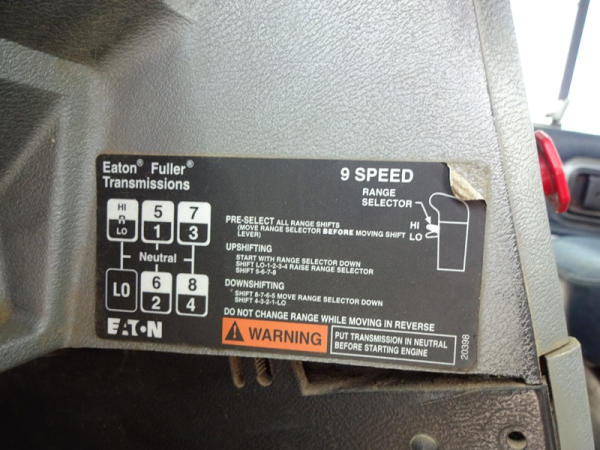 Eaton® Fuller®
Transmissions
9 SPEED
RANGE
SELECTOR
HI
LO
HI
R
LO
5
1
7
3
Neutral
LO
6
2
8
4
PRE-SELECT ALL RANGE SHIFTS
(MOVE RANGE SELECTOR BEFORE MOVING SHIFT
LEVER)
UPSHIFTING
START WITH RANGE SELECTOR DOWN
SHIFT LO-1-2-3-4 RAISE RANGE SELECTOR
SHIFT 5-6-7-8
DOWNSHIFTING
SHIFT 8-7-6-5 MOVE RANGE SELECTOR DOWN
SHIFT 4-3-2-1-LO
DO NOT CHANGE RANGE WHILE MOVING IN REVERSE
EATON
WARNING
PUT TRANSMISSION IN NEUTRAL
BEFORE STARTING ENGINE
20398